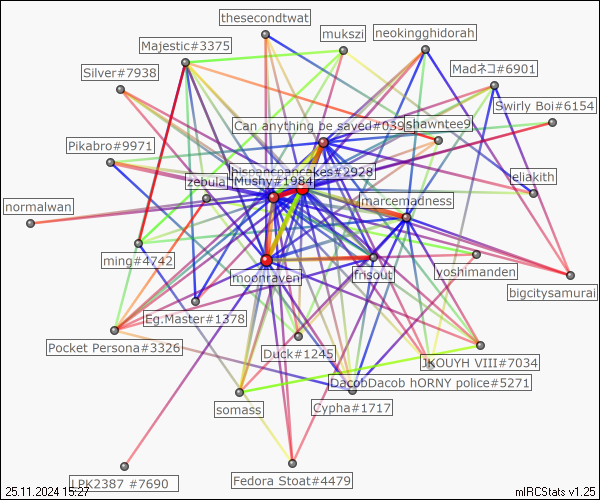 thesecondtwat
mukszi
neokingghidorah
Majestic#3375
Madネコ#6901
Silver#7938
Swirly Boi#6154
Can anything be saved#039
shawntee9
Pikabro#9971
hispancpancakes#2928
zebula
Mushy#1984
eliakith
marcemadness
normalwan
ming#4742
moonraven
frisout
yoshimanden
bigcitysamurai
Eg.Master#1378
Pocket Persona#3326
Duck#1245
JKOUYH VIII#7034
DacobDacob hORNY police#5271
somass
Cypha#1717
LPK2387 #7690
Fedora Stoat#4479
25.11.2024 15:27
mIRCStats v1.25